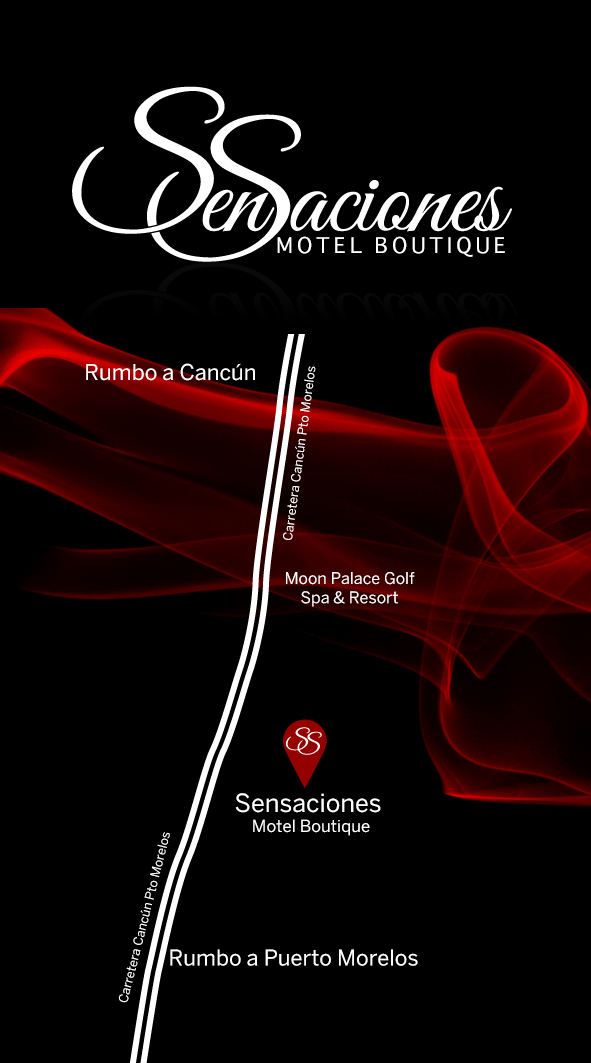 Sensaciones
MOTEL BOUTIQUE
Rumbo a Cancún
Carretera Cancún Pto Morelos
Moon Palace Golf
Spa & Resort
SS
Sensaciones
Motel Boutique
Carretera Cancún Pto Morelos
Rumbo a Puerto Morelos